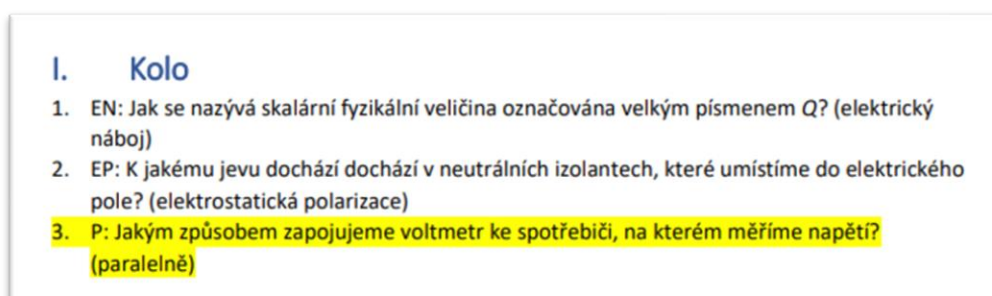 I. Kolo
1. EN: Jak se nazývá skalární fyzikální veličina označována velkým písmenem Q? (elektrický
náboj)
2. EP: K jakému jevu dochází dochází v neutrálních izolantech, které umístíme do elektrického
pole? (elektrostatická polarizace)
3. P: Jakým způsobem zapojujeme voltmetr ke spotřebiči, na kterém měříme napětí?
(paralelně)